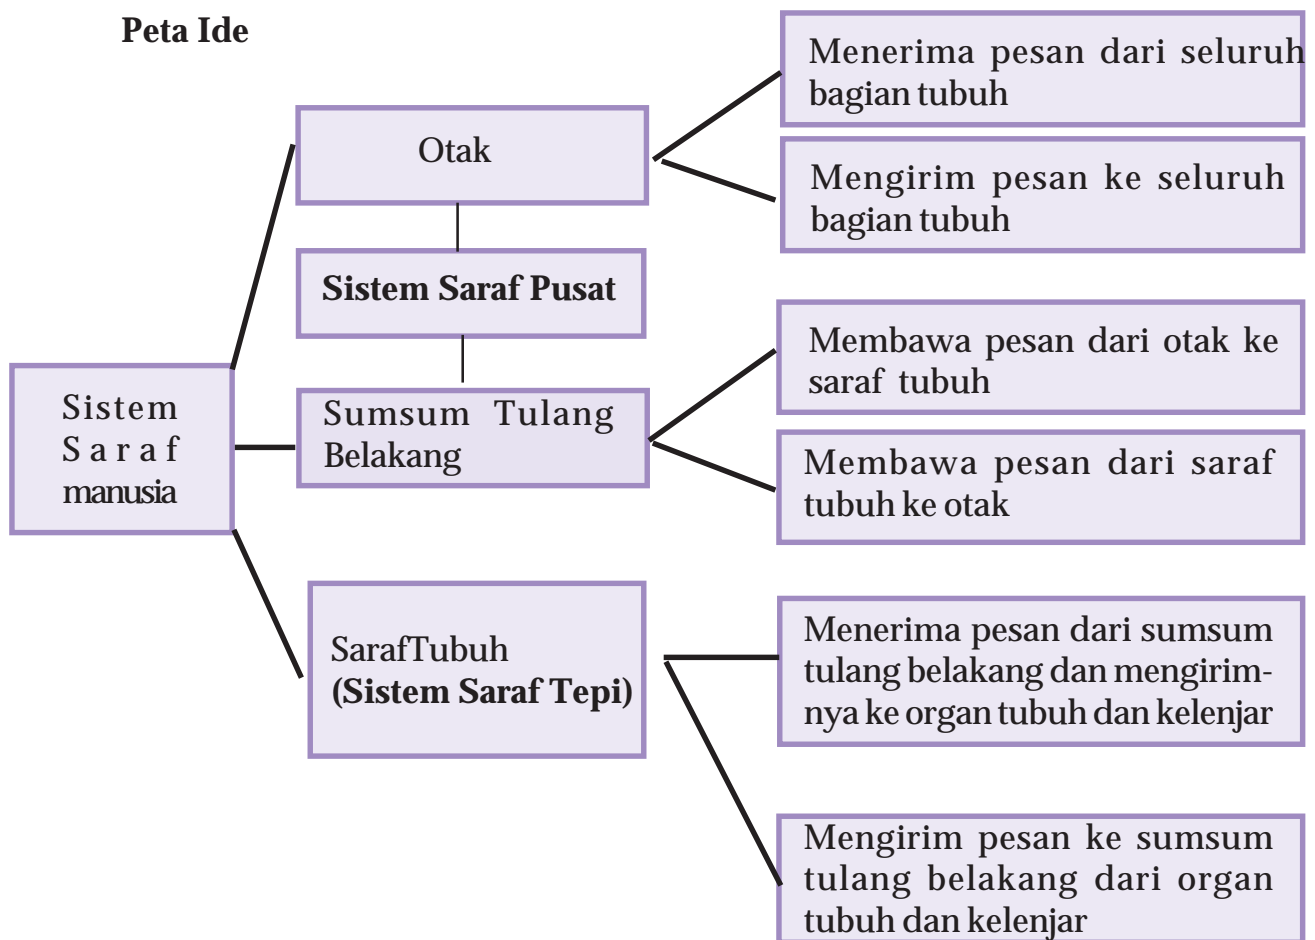 Peta Ide
Menerima pesan dari seluruh
bagian tubuh
Otak
Mengirim pesan ke seluruh
bagian tubuh
Sistem Saraf Pusat
Membawa pesan dari otak ke
saraf tubuh
Sistem
Saraf
manusia
Sumsum Tulang
Belakang
Membawa pesan dari saraf
tubuh ke otak
SarafTubuh
(Sistem Saraf Tepi)
Menerima pesan dari sumsum
tulang belakang dan mengirim-
nya ke organ tubuh dan kelenjar
Mengirim pesan ke sumsum
tulang belakang dari organ
tubuh dan kelenjar